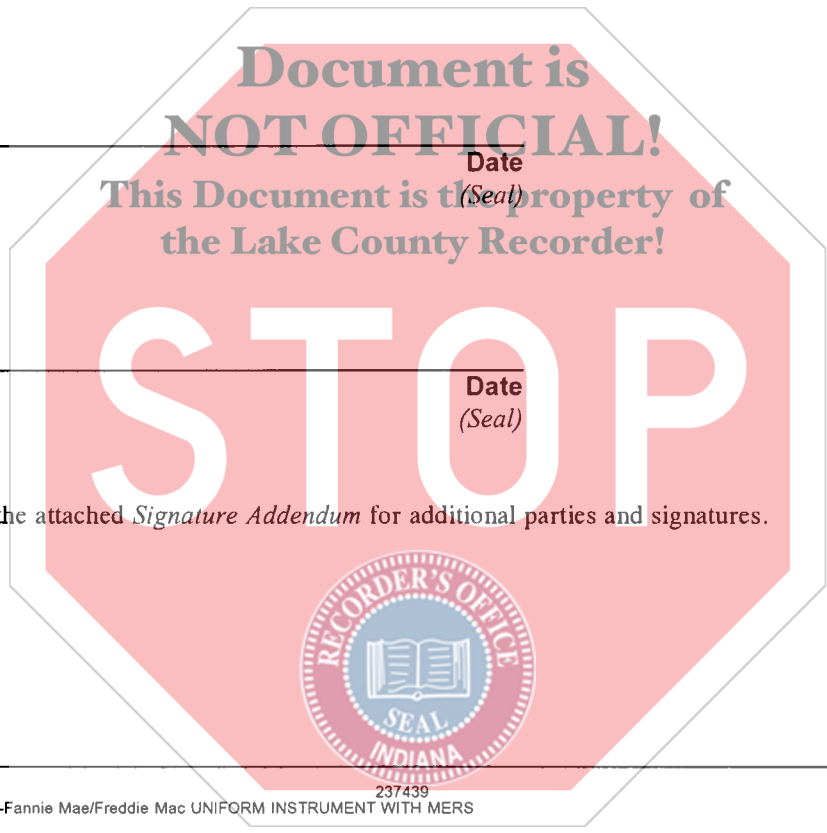 Document is
NOT OFFICIAL!
Date
This Document is the property of
(Seal)
the Lake County Recorder!
STOP
Date
(Seal)
he attached Signature Addendum for additional parties and signatures.
RECORDER'S OFFICE
SEAL
INDIANA
237439
-Fannie Mae/Freddie Mac UNIFORM INSTRUMENT WITH MERS